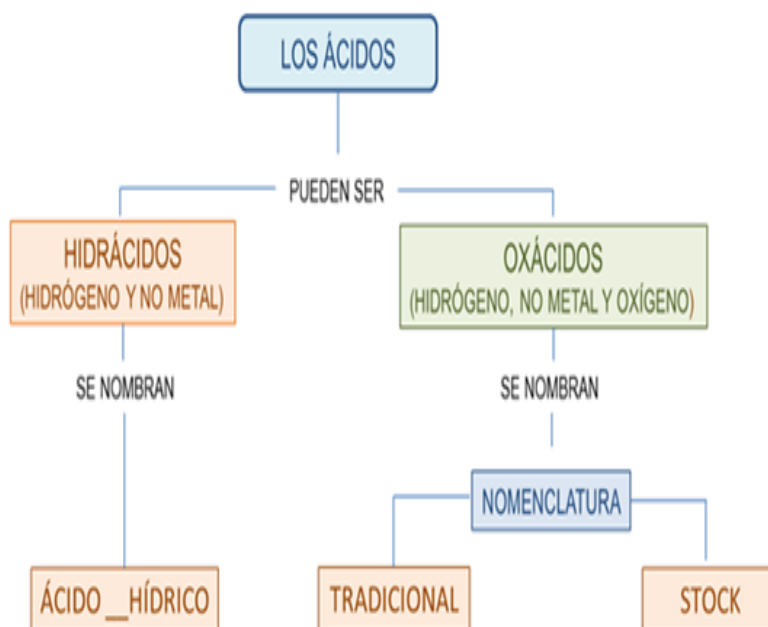 LOS ÁCIDOS
PUEDEN SER
HIDRÁCIDOS
(HIDRÓGENO Y NO METAL)
OXÁCIDOS
(HIDRÓGENO, NO METAL Y OXÍGENO)
SE NOMBRAN
SE NOMBRAN
NOMENCLATURA
ÁCIDO __HÍDRICO
TRADICIONAL
STOCK